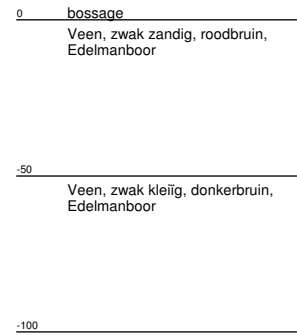 0 bossage
Veen, zwak zandig, roodbruin,
Edelmanboor
-50
Veen, zwak kleiïg, donkerbruin,
Edelmanboor
-100